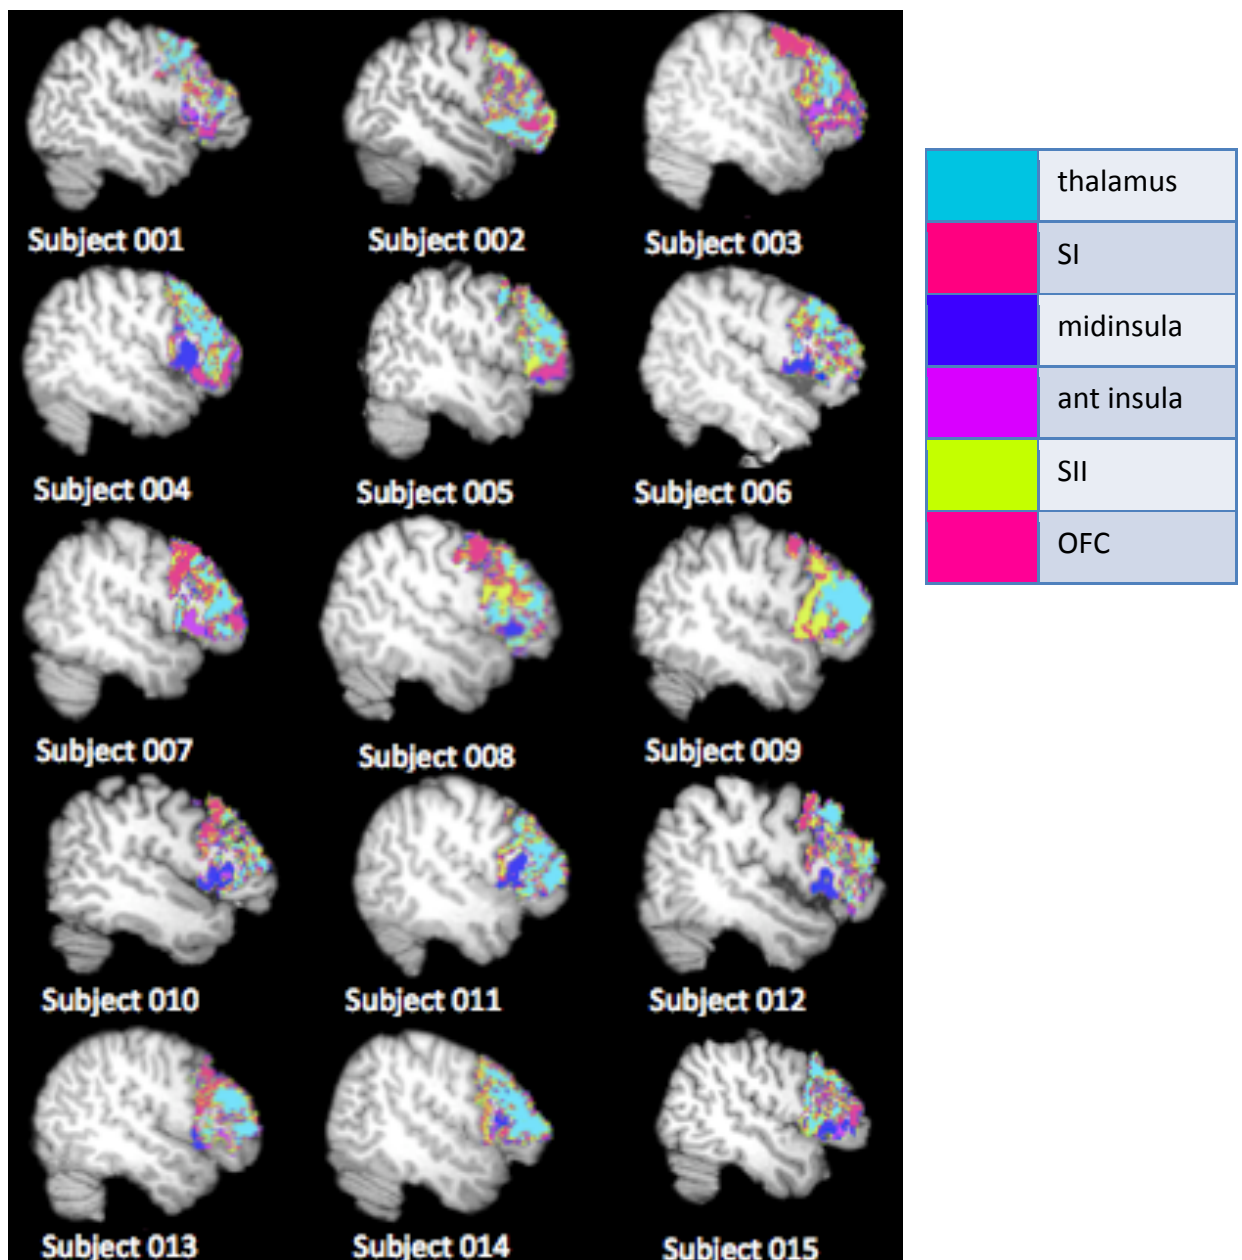 Subject 001
Subject 002
Subject 003
Subject 004
Subject 005
Subject 006
Subject 007
Subject 008
Subject 009
Subject 010
Subject 011
Subject 012
Subject 013
Subject 014
Subject 015
thalamus
SI
midinsula
ant insula
SII
OFC